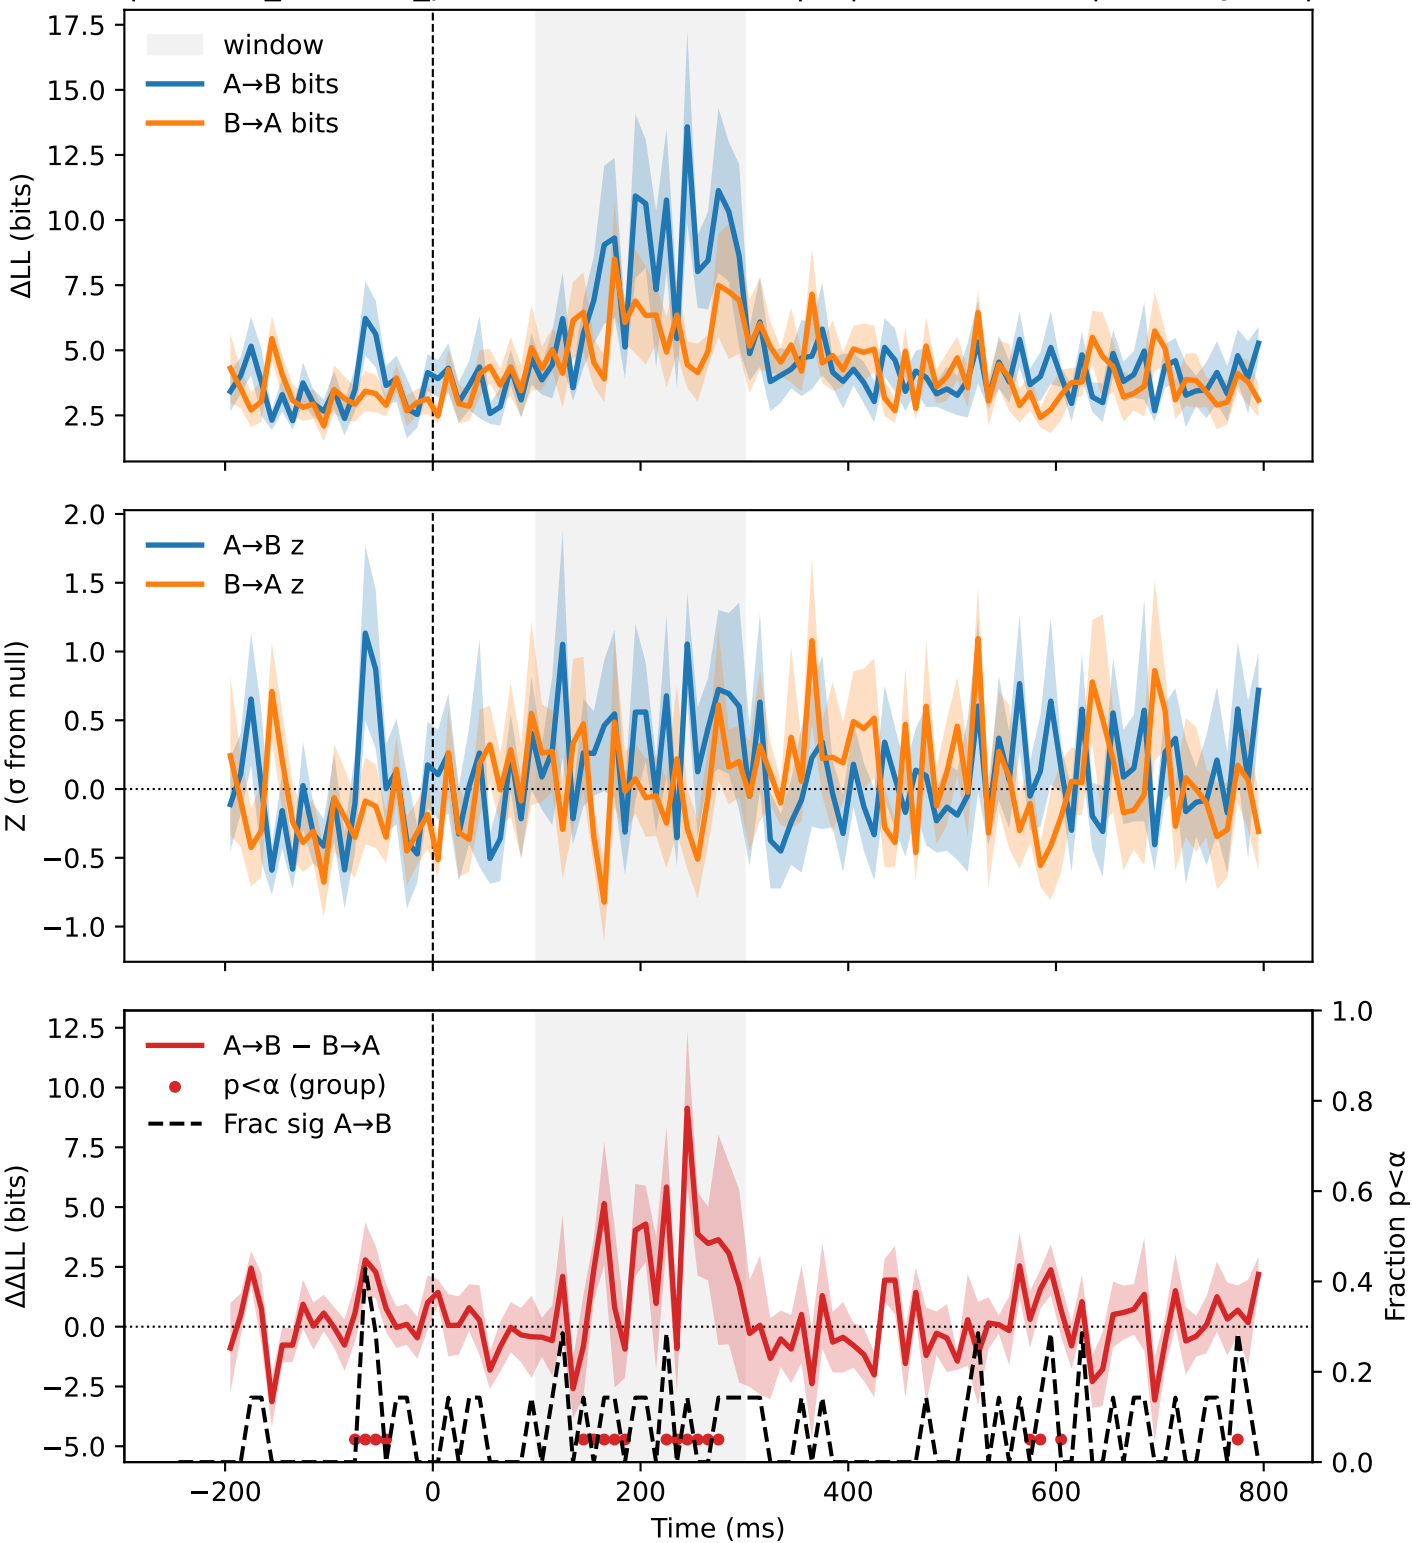 17.5
15.0
12.5
10.0
7.5
5.0
2.5
ΔLL (bits)
window
A→B bits
B→A bits
2.0
1.5
1.0
0.5
0.0
−0.5
−1.0
Z (σ from null)
A→B z
B→A z
12.5
10.0
7.5
5.0
2.5
0.0
−2.5
−5.0
ΔΔLL (bits)
A→B − B→A
p<α (group)
Frac sig A→B
1.0
0.8
0.6
0.4
0.2
0.0
Fraction p<α
−200
0
200
400
600
800
Time (ms)